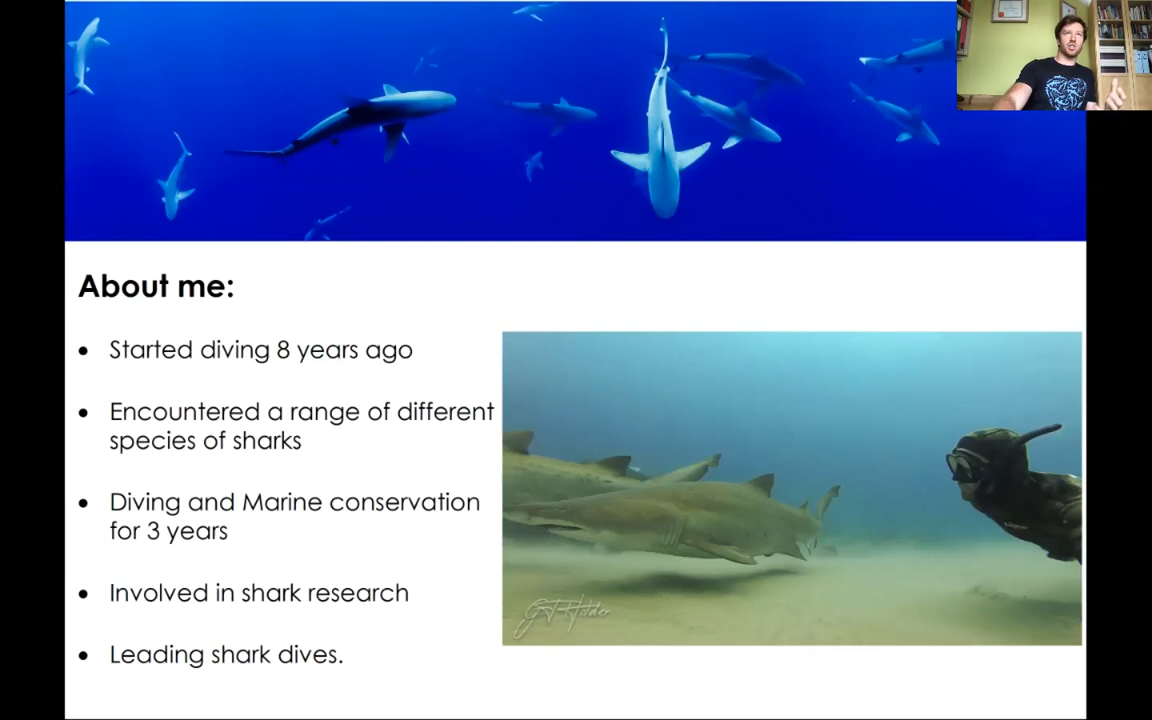 About me:
• Started diving 8 years ago
• Encountered a range of different
species of sharks
• Diving and Marine conservation
for 3 years
• Involved in shark research
• Leading shark dives.